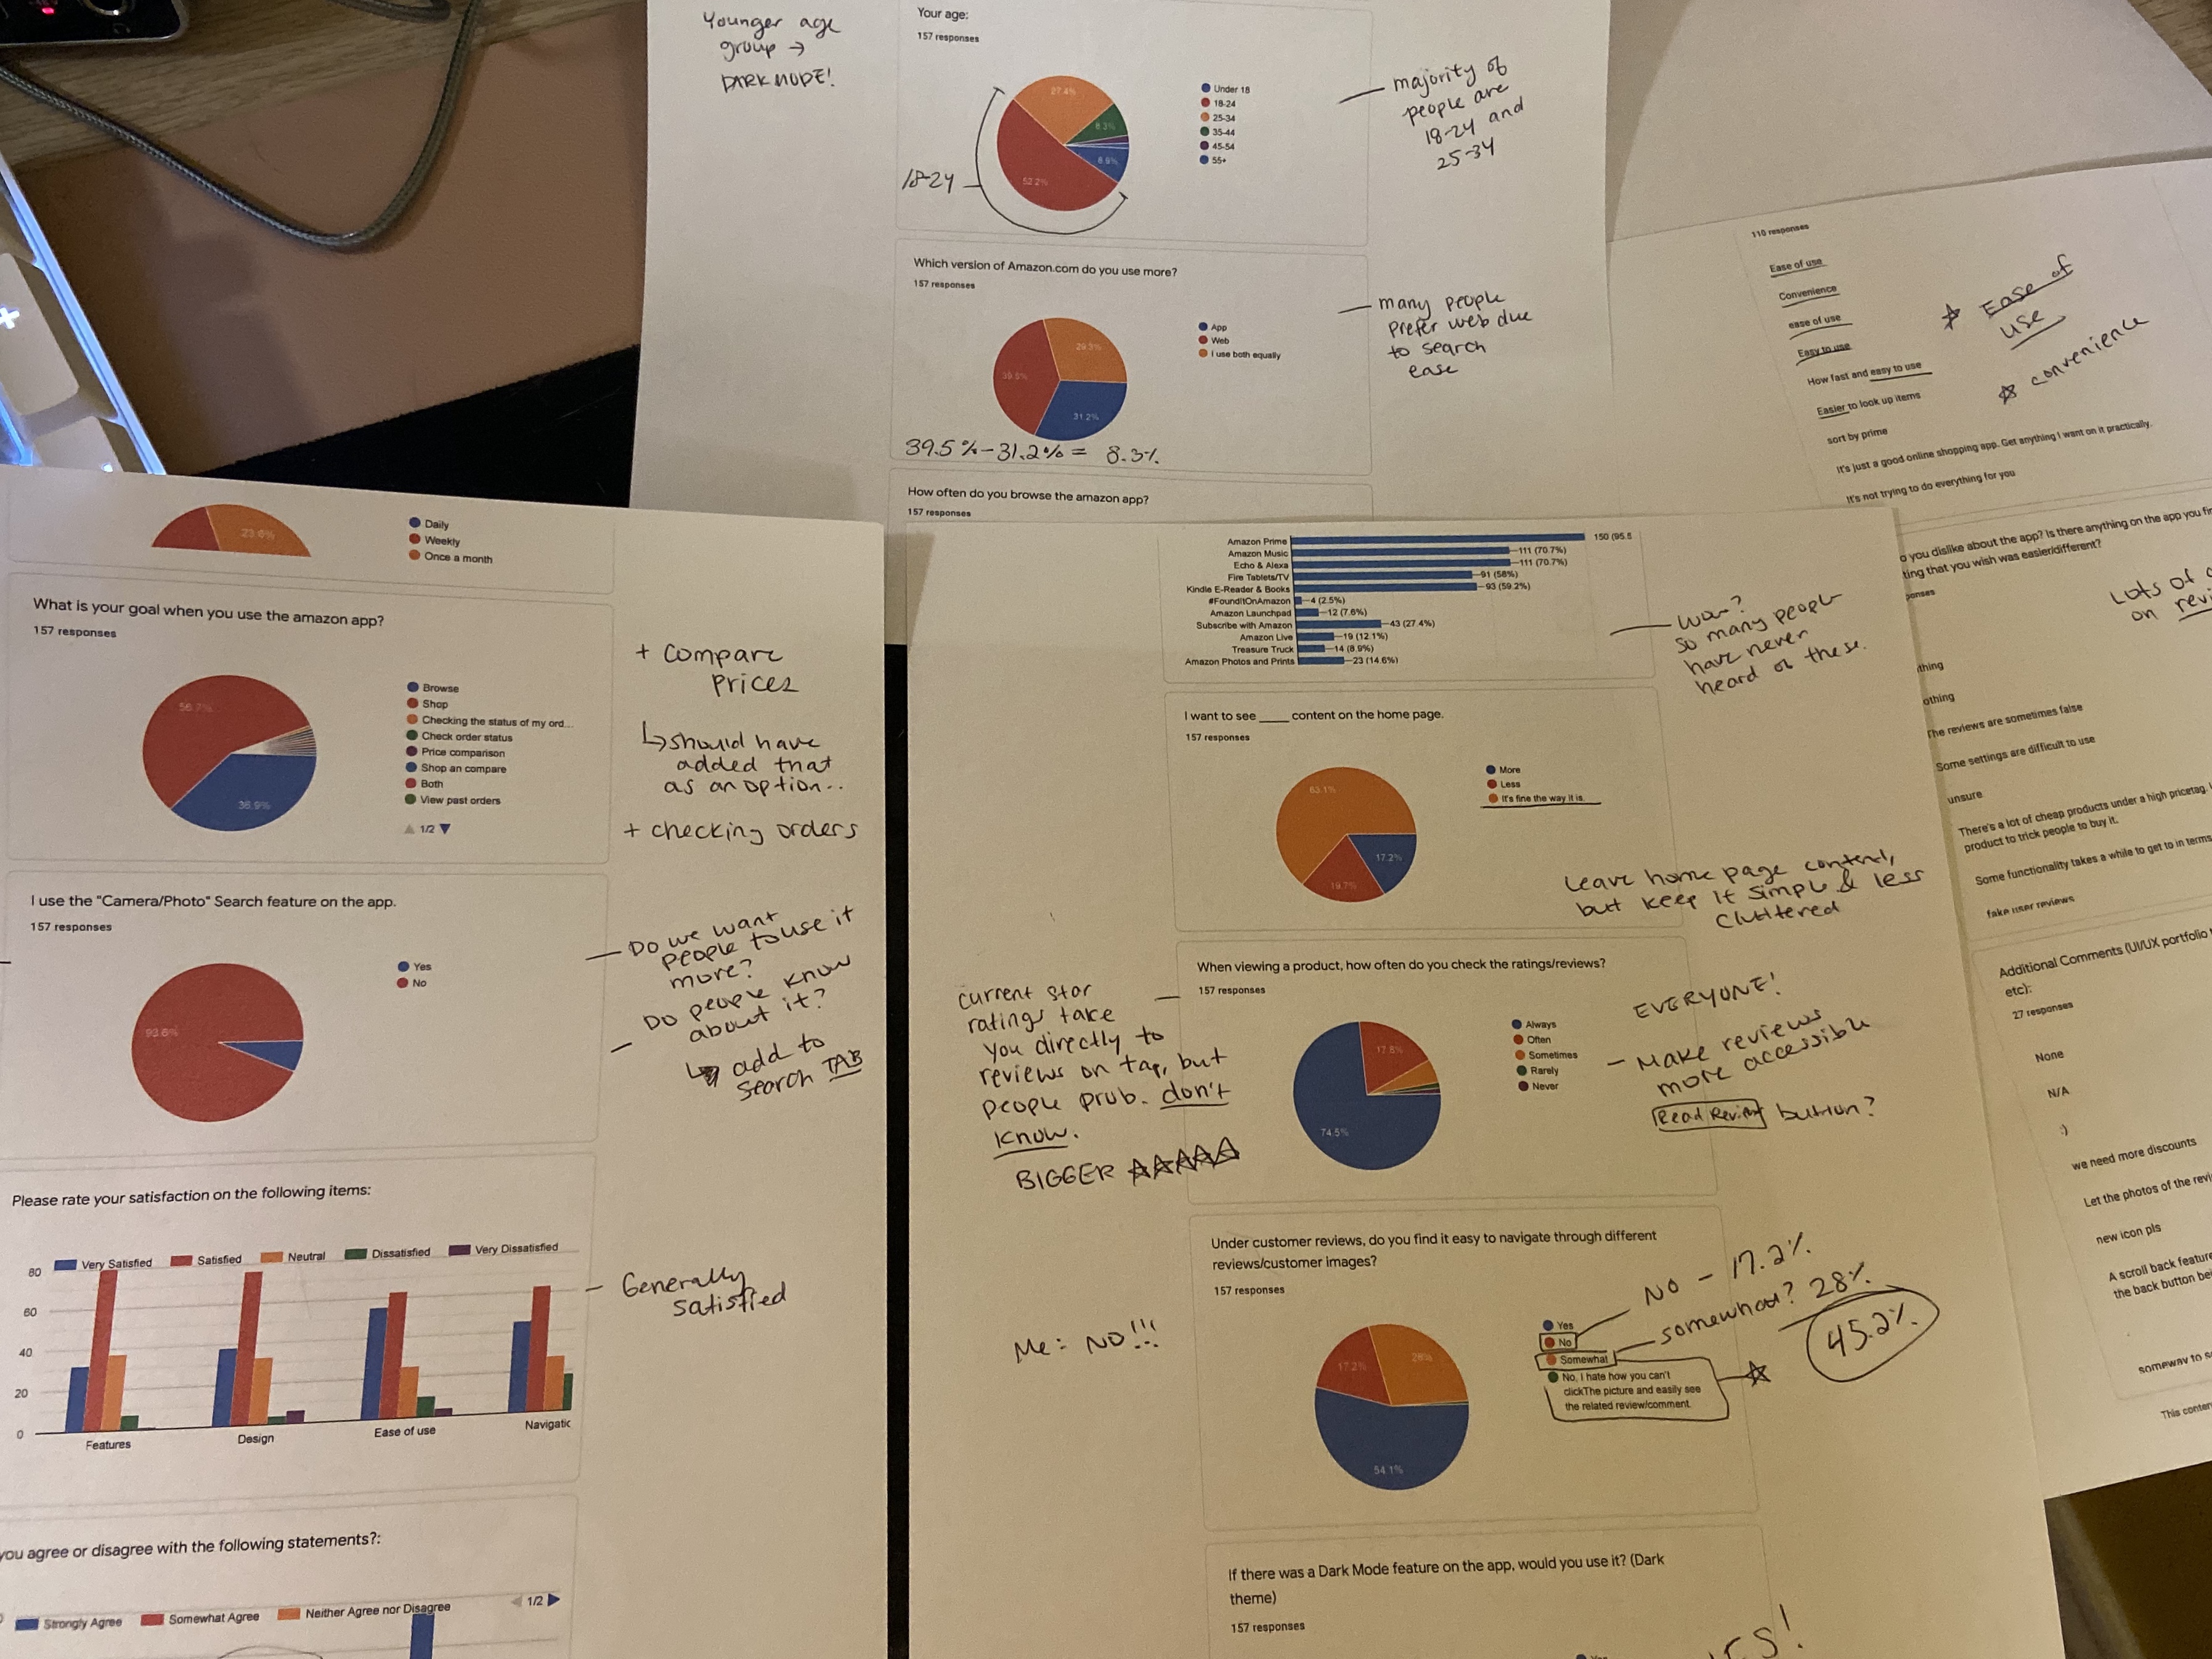 Younger age
group →
DARK MODE!
Your age:
157 responses
27.4%
8.3%
52.2%
Under 18
18-24
25-34
35-44
45-54
55+
18-24
majority of
people are
18-24 and
25-34
Which version of Amazon.com do you use more?
157 responses
39.5%
31.2%
App
Web
I use both equally
many people
prefer web due
to search
ease
39.5% - 31.2% = 8.3%
How often do you browse the amazon app?
157 responses
110 responses
Ease of use
Convenience
ease of use
Easy to use
How fast and easy to use
Easier to look up items
sort by prime
It's just a good online shopping app. Get anything I want on it practically.
It's not trying to do everything for you
☆ Ease of
use
☆ convenience
o you dislike about the app? Is there anything on the app you fin
ting that you wish was easier/different?
ponses
Lots of
on revi
thing
othing
The reviews are sometimes false
Some settings are difficult to use
unsure
There's a lot of cheap products under a high pricetag.
product to trick people to buy it.
Some functionality takes a while to get to in terms
fake user reviews
Additional Comments (UI/UX portfolio
etc):
27 responses
None
N/A
:)
we need more discounts
Let the photos of the revi
new icon pls
A scroll back feature
the back button be
someway to s
This conten
23.6%
Daily
Weekly
Once a month
What is your goal when you use the amazon app?
157 responses
56.7%
36.9%
Browse
Shop
Checking the status of my ord...
Check order status
Price comparison
Shop an compare
Both
View past orders
1/2
+ compare
prices
↳ should have
added that
as an option..
+ checking orders
I use the "Camera/Photo" Search feature on the app.
157 responses
93.6%
Yes
No
- Do we want
people to use it
more?
- Do people know
about it?
↳ add to
search TAB
Please rate your satisfaction on the following items:
Very Satisfied
Satisfied
Neutral
Dissatisfied
Very Dissatisfied
80
60
40
20
0
Features
Design
Ease of use
Navigatic
- Generally
satisfied
you agree or disagree with the following statements?:
Strongly Agree
Somewhat Agree
Neither Agree nor Disagree
1/2
Amazon Prime
150 (95.5
Amazon Music
111 (70.7%)
Echo & Alexa
111 (70.7%)
Fire Tablets/TV
91 (58%)
Kindle E-Reader & Books
93 (59.2%)
#FoundItOnAmazon
4 (2.5%)
Amazon Launchpad
12 (7.6%)
Subscribe with Amazon
43 (27.4%)
Amazon Live
19 (12.1%)
Treasure Truck
14 (8.9%)
Amazon Photos and Prints
23 (14.6%)
so many people
have never
heard of these.
I want to see ____ content on the home page.
157 responses
63.1%
17.2%
19.7%
More
Less
It's fine the way it is.
Leave home page content,
but keep it simple & less
cluttered
When viewing a product, how often do you check the ratings/reviews?
157 responses
17.8%
74.5%
Always
Often
Sometimes
Rarely
Never
current star
ratings take
you directly to
reviews on tap, but
people prob. don't
know.
BIGGER ☆☆☆☆☆
EVERYONE!
- Make reviews
more accessible
Read Reviews button?
Under customer reviews, do you find it easy to navigate through different
reviews/customer images?
157 responses
17.2%
28%
54.1%
Yes
No
Somewhat
No, I hate how you can't
clickThe picture and easily see
the related review/comment.
Me: NO!!!
NO - 17.2%
somewhat? 28%
45.2%
☆
If there was a Dark Mode feature on the app, would you use it? (Dark
theme)
157 responses